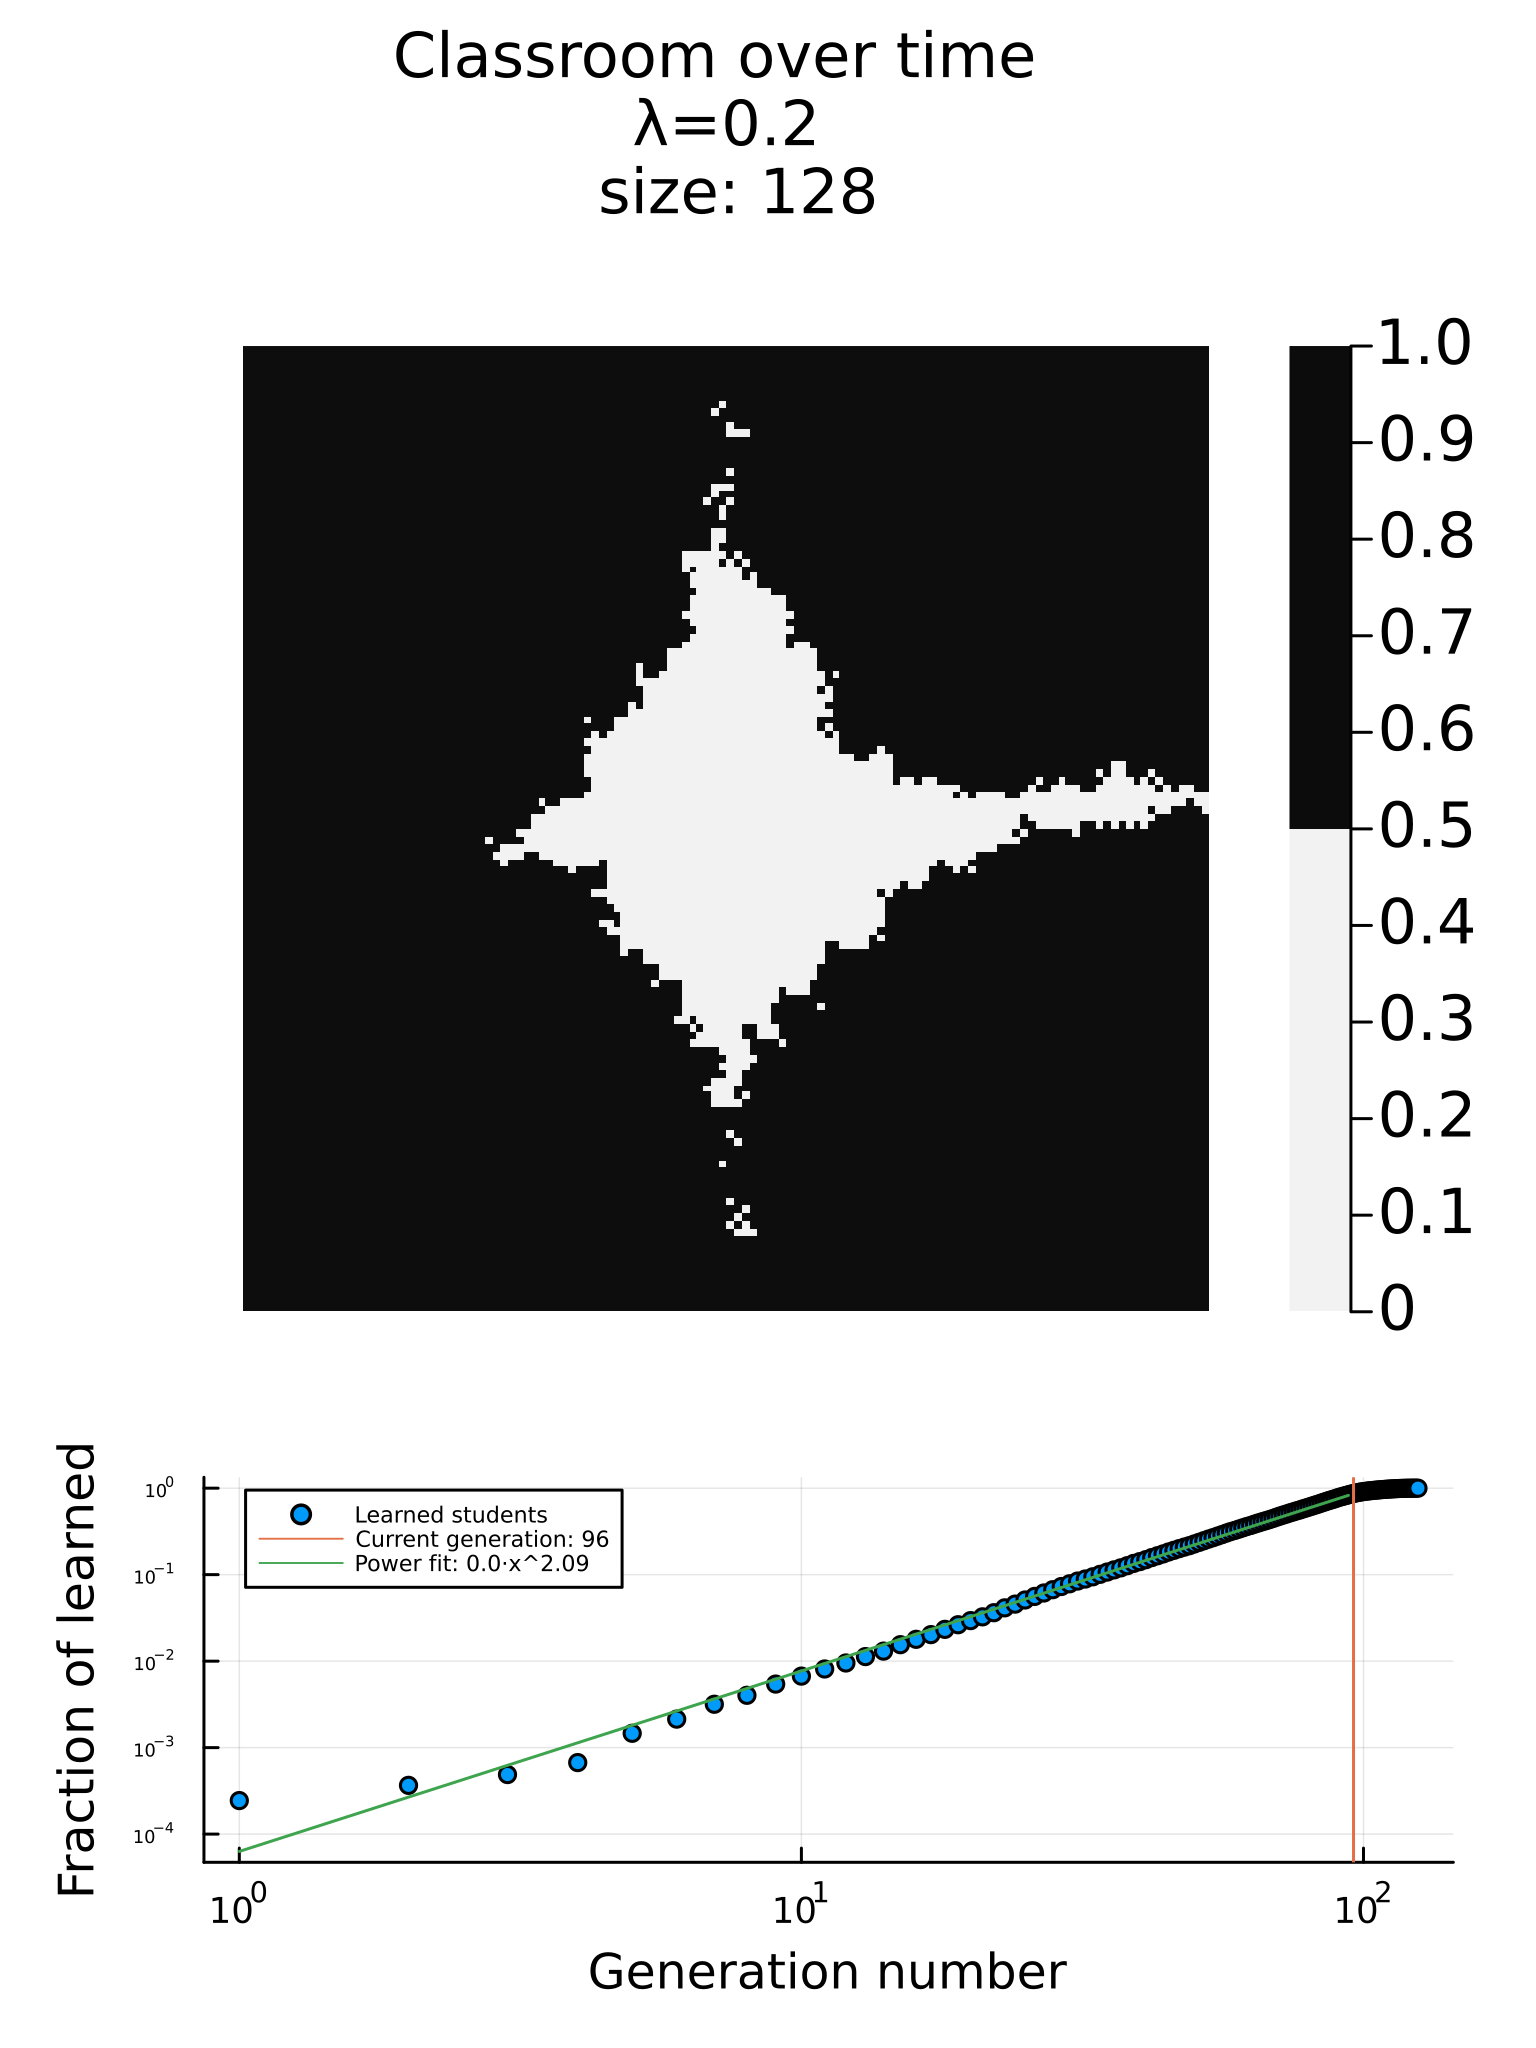 Classroom over time
λ=0.2
size: 128
1.0
0.9
0.8
0.7
0.6
0.5
0.4
0.3
0.2
0.1
0
Fraction of learned
10^0
10^-1
10^-2
10^-3
10^-4
Learned students
Current generation: 96
Power fit: 0.0·x^2.09
10^0 10^1 10^2
Generation number